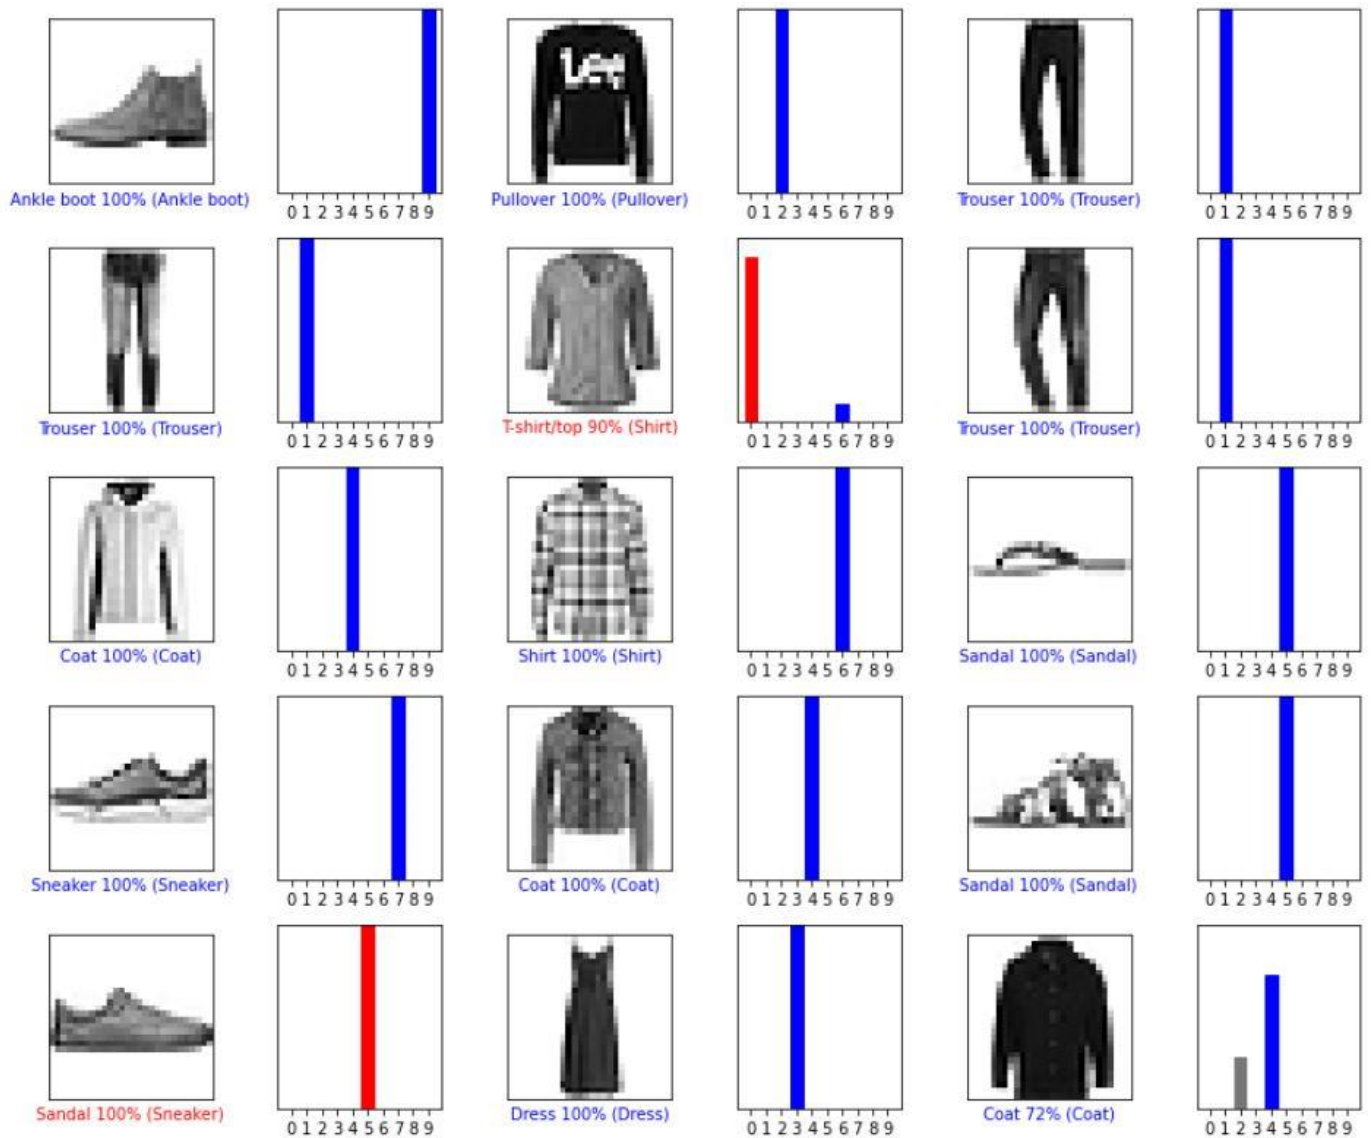 Lee
Ankle boot 100% (Ankle boot)
0 1 2 3 4 5 6 7 8 9
Pullover 100% (Pullover)
0 1 2 3 4 5 6 7 8 9
Trouser 100% (Trouser)
0 1 2 3 4 5 6 7 8 9
Trouser 100% (Trouser)
0 1 2 3 4 5 6 7 8 9
T-shirt/top 90% (Shirt)
0 1 2 3 4 5 6 7 8 9
Trouser 100% (Trouser)
0 1 2 3 4 5 6 7 8 9
Coat 100% (Coat)
0 1 2 3 4 5 6 7 8 9
Shirt 100% (Shirt)
0 1 2 3 4 5 6 7 8 9
Sandal 100% (Sandal)
0 1 2 3 4 5 6 7 8 9
Sneaker 100% (Sneaker)
0 1 2 3 4 5 6 7 8 9
Coat 100% (Coat)
0 1 2 3 4 5 6 7 8 9
Sandal 100% (Sandal)
0 1 2 3 4 5 6 7 8 9
Sandal 100% (Sneaker)
0 1 2 3 4 5 6 7 8 9
Dress 100% (Dress)
0 1 2 3 4 5 6 7 8 9
Coat 72% (Coat)
0 1 2 3 4 5 6 7 8 9